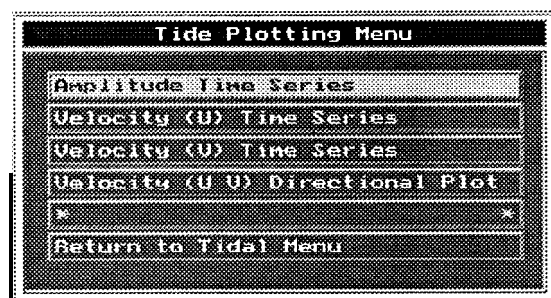 Tide Plotting Menu
Amplitude Time Series
Velocity (U) Time Series
Velocity (V) Time Series
Velocity (U V) Directional Plot
* *
Return to Tidal Menu